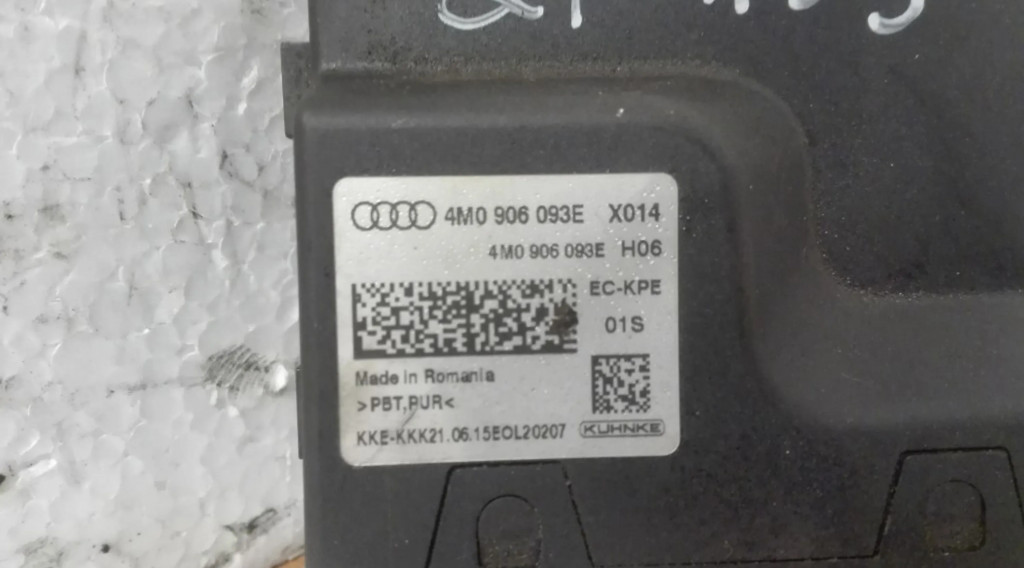 4M0 906 093E X014
4M0 906 093E H06
EC-KPE
01S
Made in Romania
>PBT,PUR<
KKE-KKK21.06.15EOL20207 KUHNKE